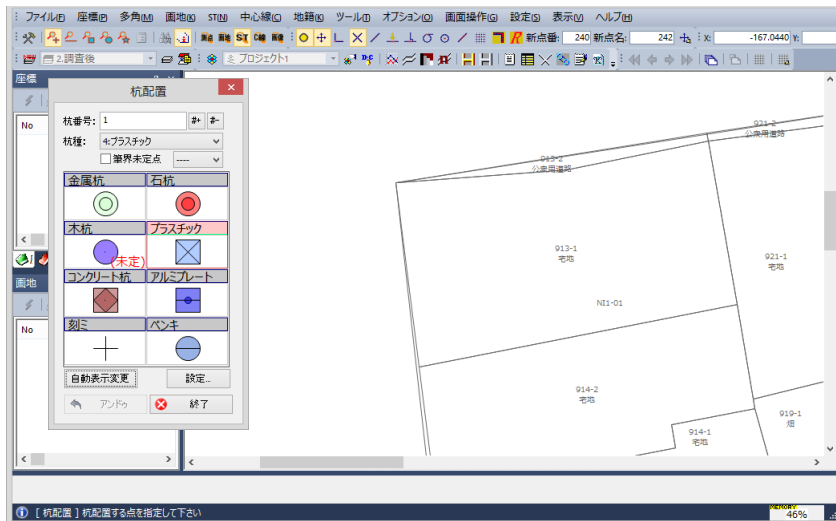 ファイル(F) 座標(P) 多角(M) 画地(K) ST(N) 中心線(C) 地籍(K) ツール(T) オプション(O) 画面操作(G) 設定(S) 表示(V) ヘルプ(H)
ST 新点番: 240 新点名: 242 X: -167.0440 Y:
2.調査後 プロジェクト1
座標
No
画地
No
杭配置
杭番号: 1 #+ #-
杭種: 4:プラスチック
筆界未定点 ----
金属杭 石杭
木杭 プラスチック
(未定)
コンクリート杭 アルミプレート
刻ミ ペンキ
自動表示変更 設定...
アンドゥ 終了
921-2
公衆用道路
913-2
公衆用道路
913-1
宅地
921-1
宅地
NI1-01
914-2
宅地
919-1
畑
914-1
宅地
[ 杭配置 ] 杭配置する点を指定して下さい
MEMORY
46%